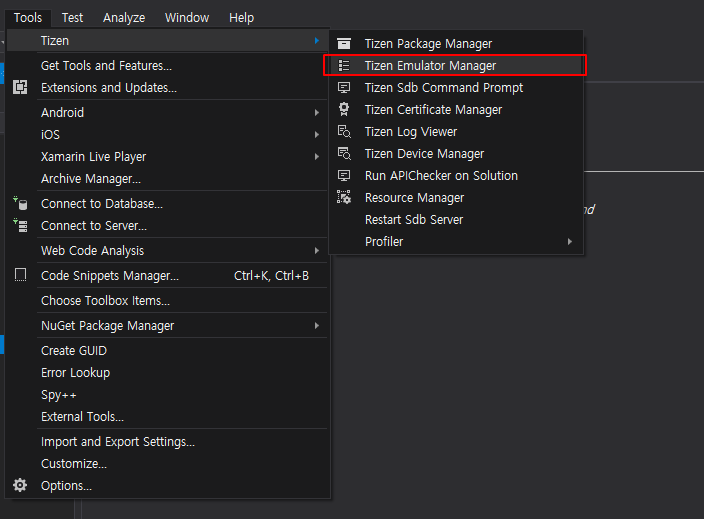 Tools Test Analyze Window Help
Tizen
Get Tools and Features...
Extensions and Updates...
Android
iOS
Xamarin Live Player
Archive Manager...
Connect to Database...
Connect to Server...
Web Code Analysis
Code Snippets Manager... Ctrl+K, Ctrl+B
Choose Toolbox Items...
NuGet Package Manager
Create GUID
Error Lookup
Spy++
External Tools...
Import and Export Settings...
Customize...
Options...
Tizen Package Manager
Tizen Emulator Manager
Tizen Sdb Command Prompt
Tizen Certificate Manager
Tizen Log Viewer
Tizen Device Manager
Run APIChecker on Solution
Resource Manager
Restart Sdb Server
Profiler